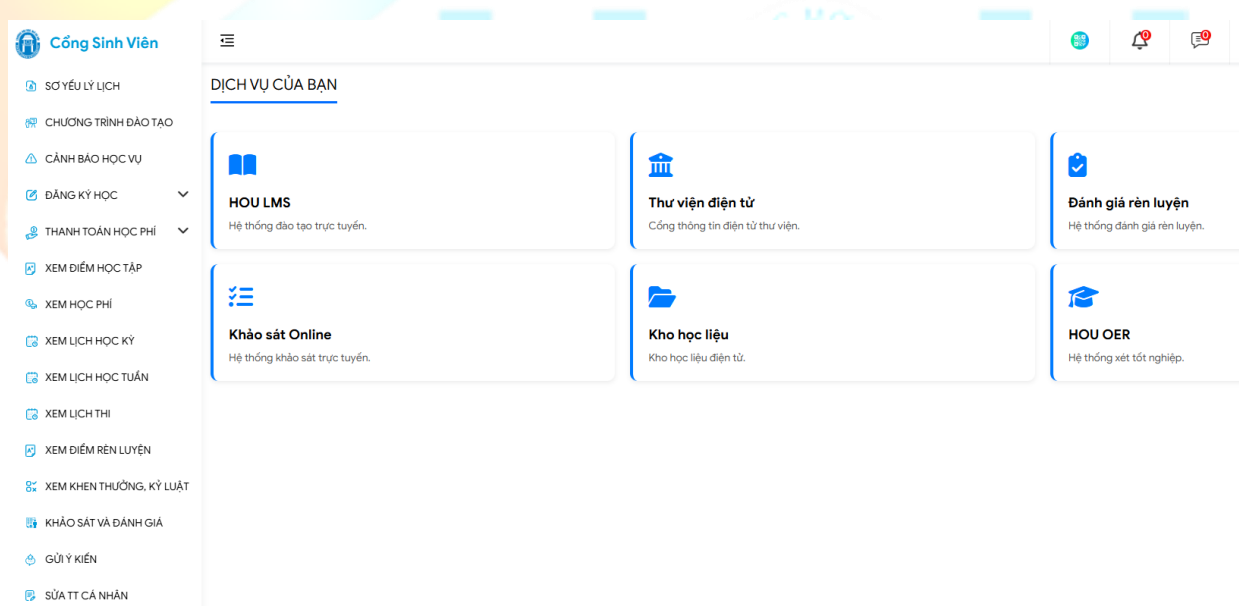 Cổng Sinh Viên
0
0
SƠ YẾU LÝ LỊCH
CHƯƠNG TRÌNH ĐÀO TẠO
CẢNH BÁO HỌC VỤ
ĐĂNG KÝ HỌC
THANH TOÁN HỌC PHÍ
XEM ĐIỂM HỌC TẬP
XEM HỌC PHÍ
XEM LỊCH HỌC KỲ
XEM LỊCH HỌC TUẦN
XEM LỊCH THI
XEM ĐIỂM RÈN LUYỆN
XEM KHEN THƯỞNG, KỶ LUẬT
KHẢO SÁT VÀ ĐÁNH GIÁ
GỬI Ý KIẾN
SỬA TT CÁ NHÂN
DỊCH VỤ CỦA BẠN
HOU LMS
Hệ thống đào tạo trực tuyến.
Thư viện điện tử
Cổng thông tin điện tử thư viện.
Đánh giá rèn luyện
Hệ thống đánh giá rèn luyện.
Khảo sát Online
Hệ thống khảo sát trực tuyến.
Kho học liệu
Kho học liệu điện tử.
HOU OER
Hệ thống xét tốt nghiệp.